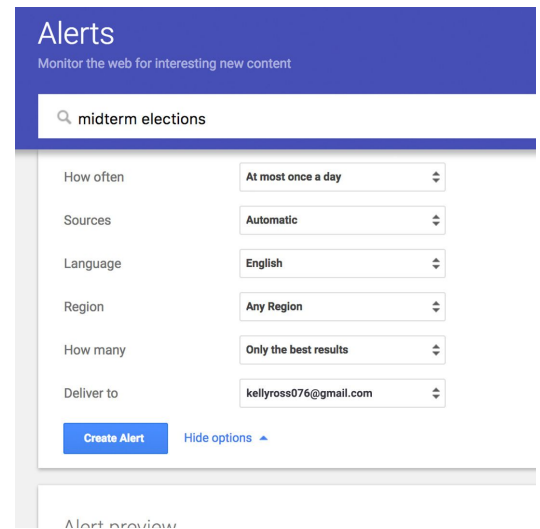 Alerts
Monitor the web for interesting new content
midterm elections
How often At most once a day
Sources Automatic
Language English
Region Any Region
How many Only the best results
Deliver to kellyross076@gmail.com
Create Alert Hide options
Alert preview